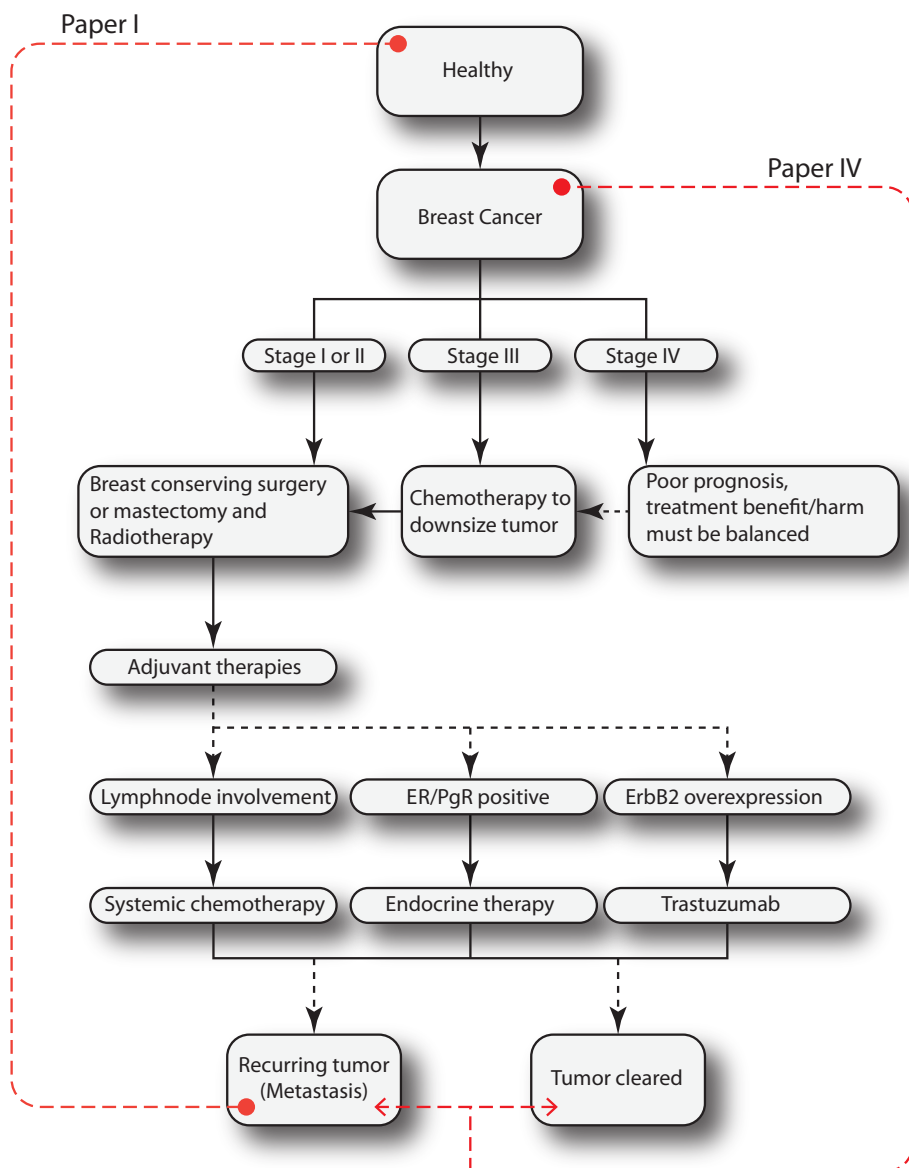 Paper I
Healthy
Paper IV
Breast Cancer
Stage I or II
Stage III
Stage IV
Breast conserving surgery
or mastectomy and
Radiotherapy
Chemotherapy to
downsize tumor
Poor prognosis,
treatment benefit/harm
must be balanced
Adjuvant therapies
Lymphnode involvement
ER/PgR positive
ErbB2 overexpression
Systemic chemotherapy
Endocrine therapy
Trastuzumab
Recurring tumor
(Metastasis)
Tumor cleared